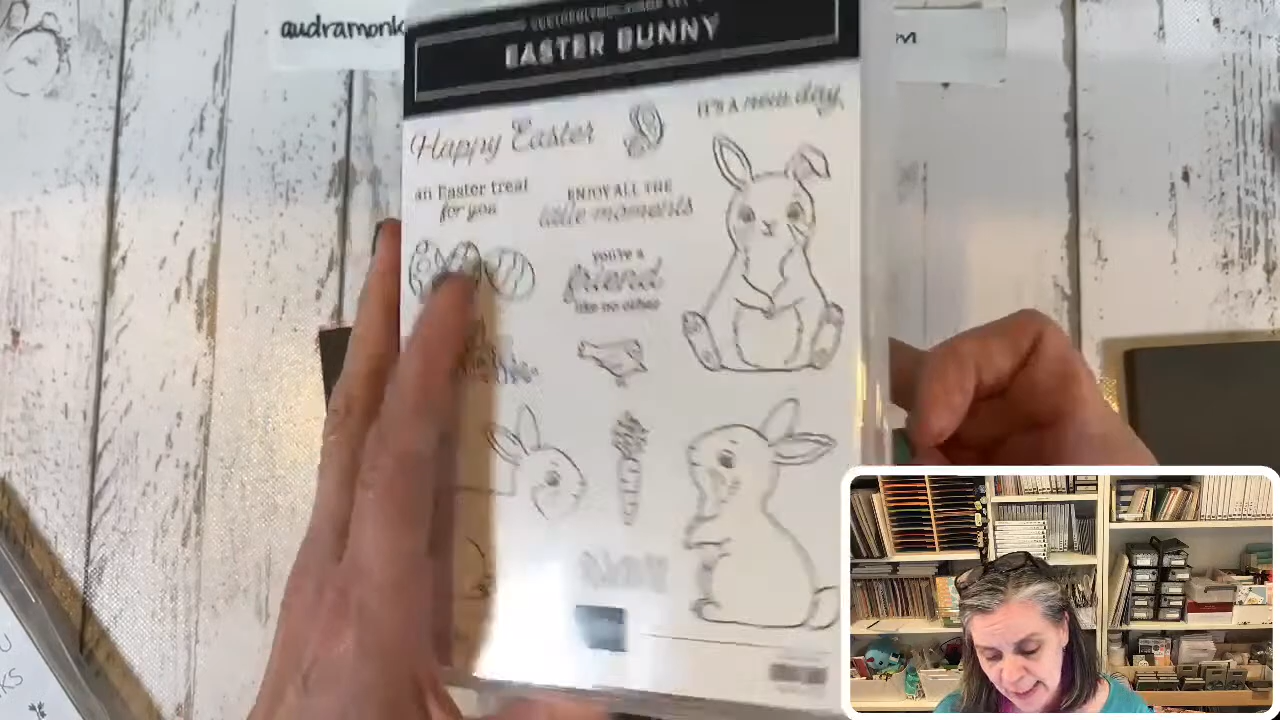 audramonk
EASTER BUNNY
IT'S A new day,
Happy Easter
an Easter treat
for you
ENJOY ALL THE
little moments
you're a
friend
like no other